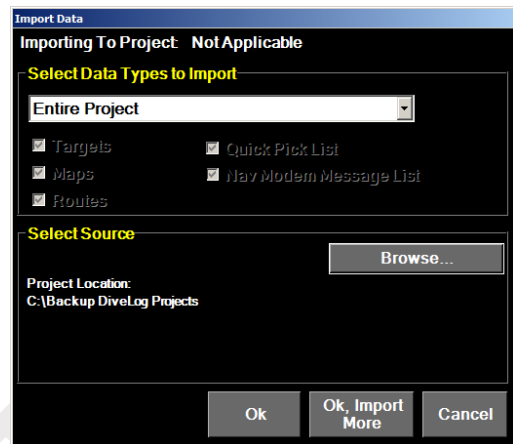 Import Data
Importing To Project: Not Applicable
Select Data Types to Import
Entire Project
Targets
Quick Pick List
Maps
Nav Modem Message List
Routes
Select Source
Browse...
Project Location:
C:\Backup DiveLog Projects
Ok
Ok, Import
More
Cancel